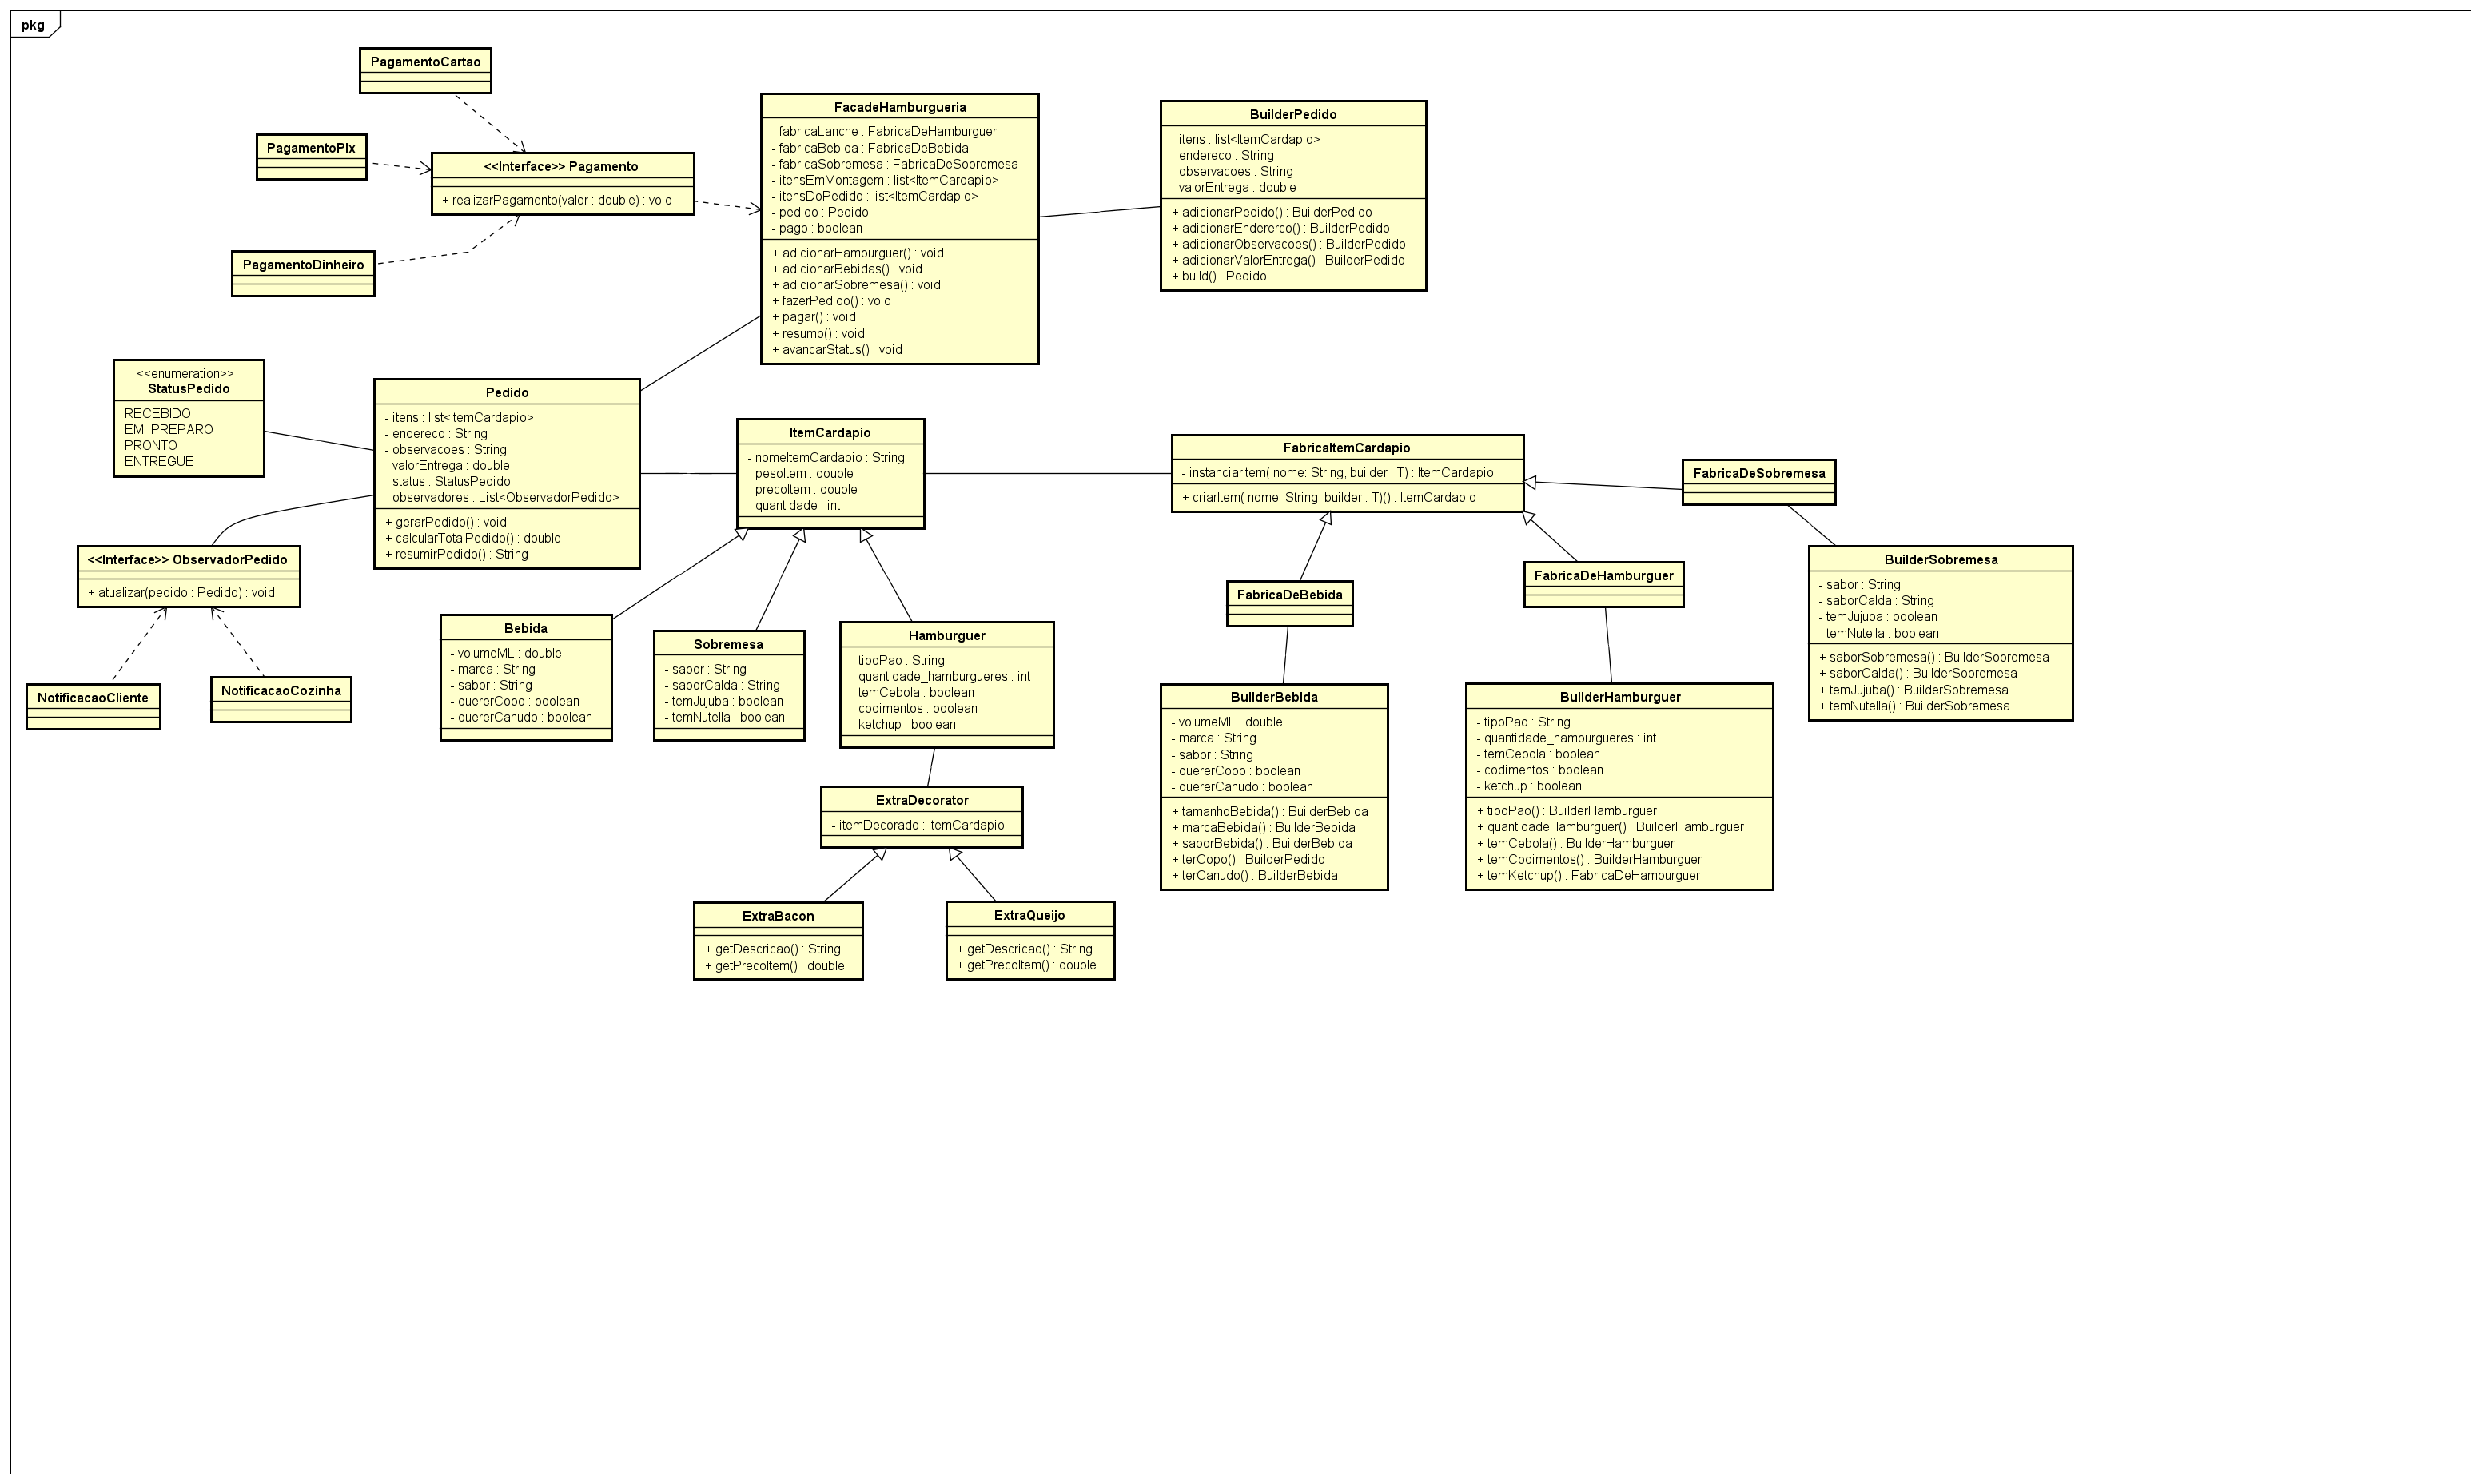 pkg
PagamentoCartao
PagamentoPix
<<Interface>> Pagamento
+ realizarPagamento(valor : double) : void
PagamentoDinheiro
FacadeHamburgueria
- fabricaLanche : FabricaDeHamburguer
- fabricaBebida : FabricaDeBebida
- fabricaSobremesa : FabricaDeSobremesa
- itensEmMontagem : list<ItemCardapio>
- itensDoPedido : list<ItemCardapio>
- pedido : Pedido
- pago : boolean
+ adicionarHamburguer() : void
+ adicionarBebidas() : void
+ adicionarSobremesa() : void
+ fazerPedido() : void
+ pagar() : void
+ resumo() : void
+ avancarStatus() : void
BuilderPedido
- itens : list<ItemCardapio>
- endereco : String
- observacoes : String
- valorEntrega : double
+ adicionarPedido() : BuilderPedido
+ adicionarEndererco() : BuilderPedido
+ adicionarObservacoes() : BuilderPedido
+ adicionarValorEntrega() : BuilderPedido
+ build() : Pedido
<<enumeration>>
StatusPedido
RECEBIDO
EM_PREPARO
PRONTO
ENTREGUE
Pedido
- itens : list<ItemCardapio>
- endereco : String
- observacoes : String
- valorEntrega : double
- status : StatusPedido
- observadores : List<ObservadorPedido>
+ gerarPedido() : void
+ calcularTotalPedido() : double
+ resumirPedido() : String
ItemCardapio
- nomeItemCardapio : String
- pesoItem : double
- precoItem : double
- quantidade : int
FabricaItemCardapio
- instanciarItem( nome: String, builder : T) : ItemCardapio
+ criarItem( nome: String, builder : T)() : ItemCardapio
FabricaDeSobremesa
<<Interface>> ObservadorPedido
+ atualizar(pedido : Pedido) : void
NotificacaoCliente
NotificacaoCozinha
Bebida
- volumeML : double
- marca : String
- sabor : String
- quererCopo : boolean
- quererCanudo : boolean
Sobremesa
- sabor : String
- saborCalda : String
- temJujuba : boolean
- temNutella : boolean
Hamburguer
- tipoPao : String
- quantidade_hamburgueres : int
- temCebola : boolean
- codimentos : boolean
- ketchup : boolean
FabricaDeBebida
FabricaDeHamburguer
BuilderSobremesa
- sabor : String
- saborCalda : String
- temJujuba : boolean
- temNutella : boolean
+ saborSobremesa() : BuilderSobremesa
+ saborCalda() : BuilderSobremesa
+ temJujuba() : BuilderSobremesa
+ temNutella() : BuilderSobremesa
BuilderBebida
- volumeML : double
- marca : String
- sabor : String
- quererCopo : boolean
- quererCanudo : boolean
+ tamanhoBebida() : BuilderBebida
+ marcaBebida() : BuilderBebida
+ saborBebida() : BuilderBebida
+ terCopo() : BuilderPedido
+ terCanudo() : BuilderBebida
BuilderHamburguer
- tipoPao : String
- quantidade_hamburgueres : int
- temCebola : boolean
- codimentos : boolean
- ketchup : boolean
+ tipoPao() : BuilderHamburguer
+ quantidadeHamburguer() : BuilderHamburguer
+ temCebola() : BuilderHamburguer
+ temCodimentos() : BuilderHamburguer
+ temKetchup() : FabricaDeHamburguer
ExtraDecorator
- itemDecorado : ItemCardapio
ExtraBacon
+ getDescricao() : String
+ getPrecoItem() : double
ExtraQueijo
+ getDescricao() : String
+ getPrecoItem() : double